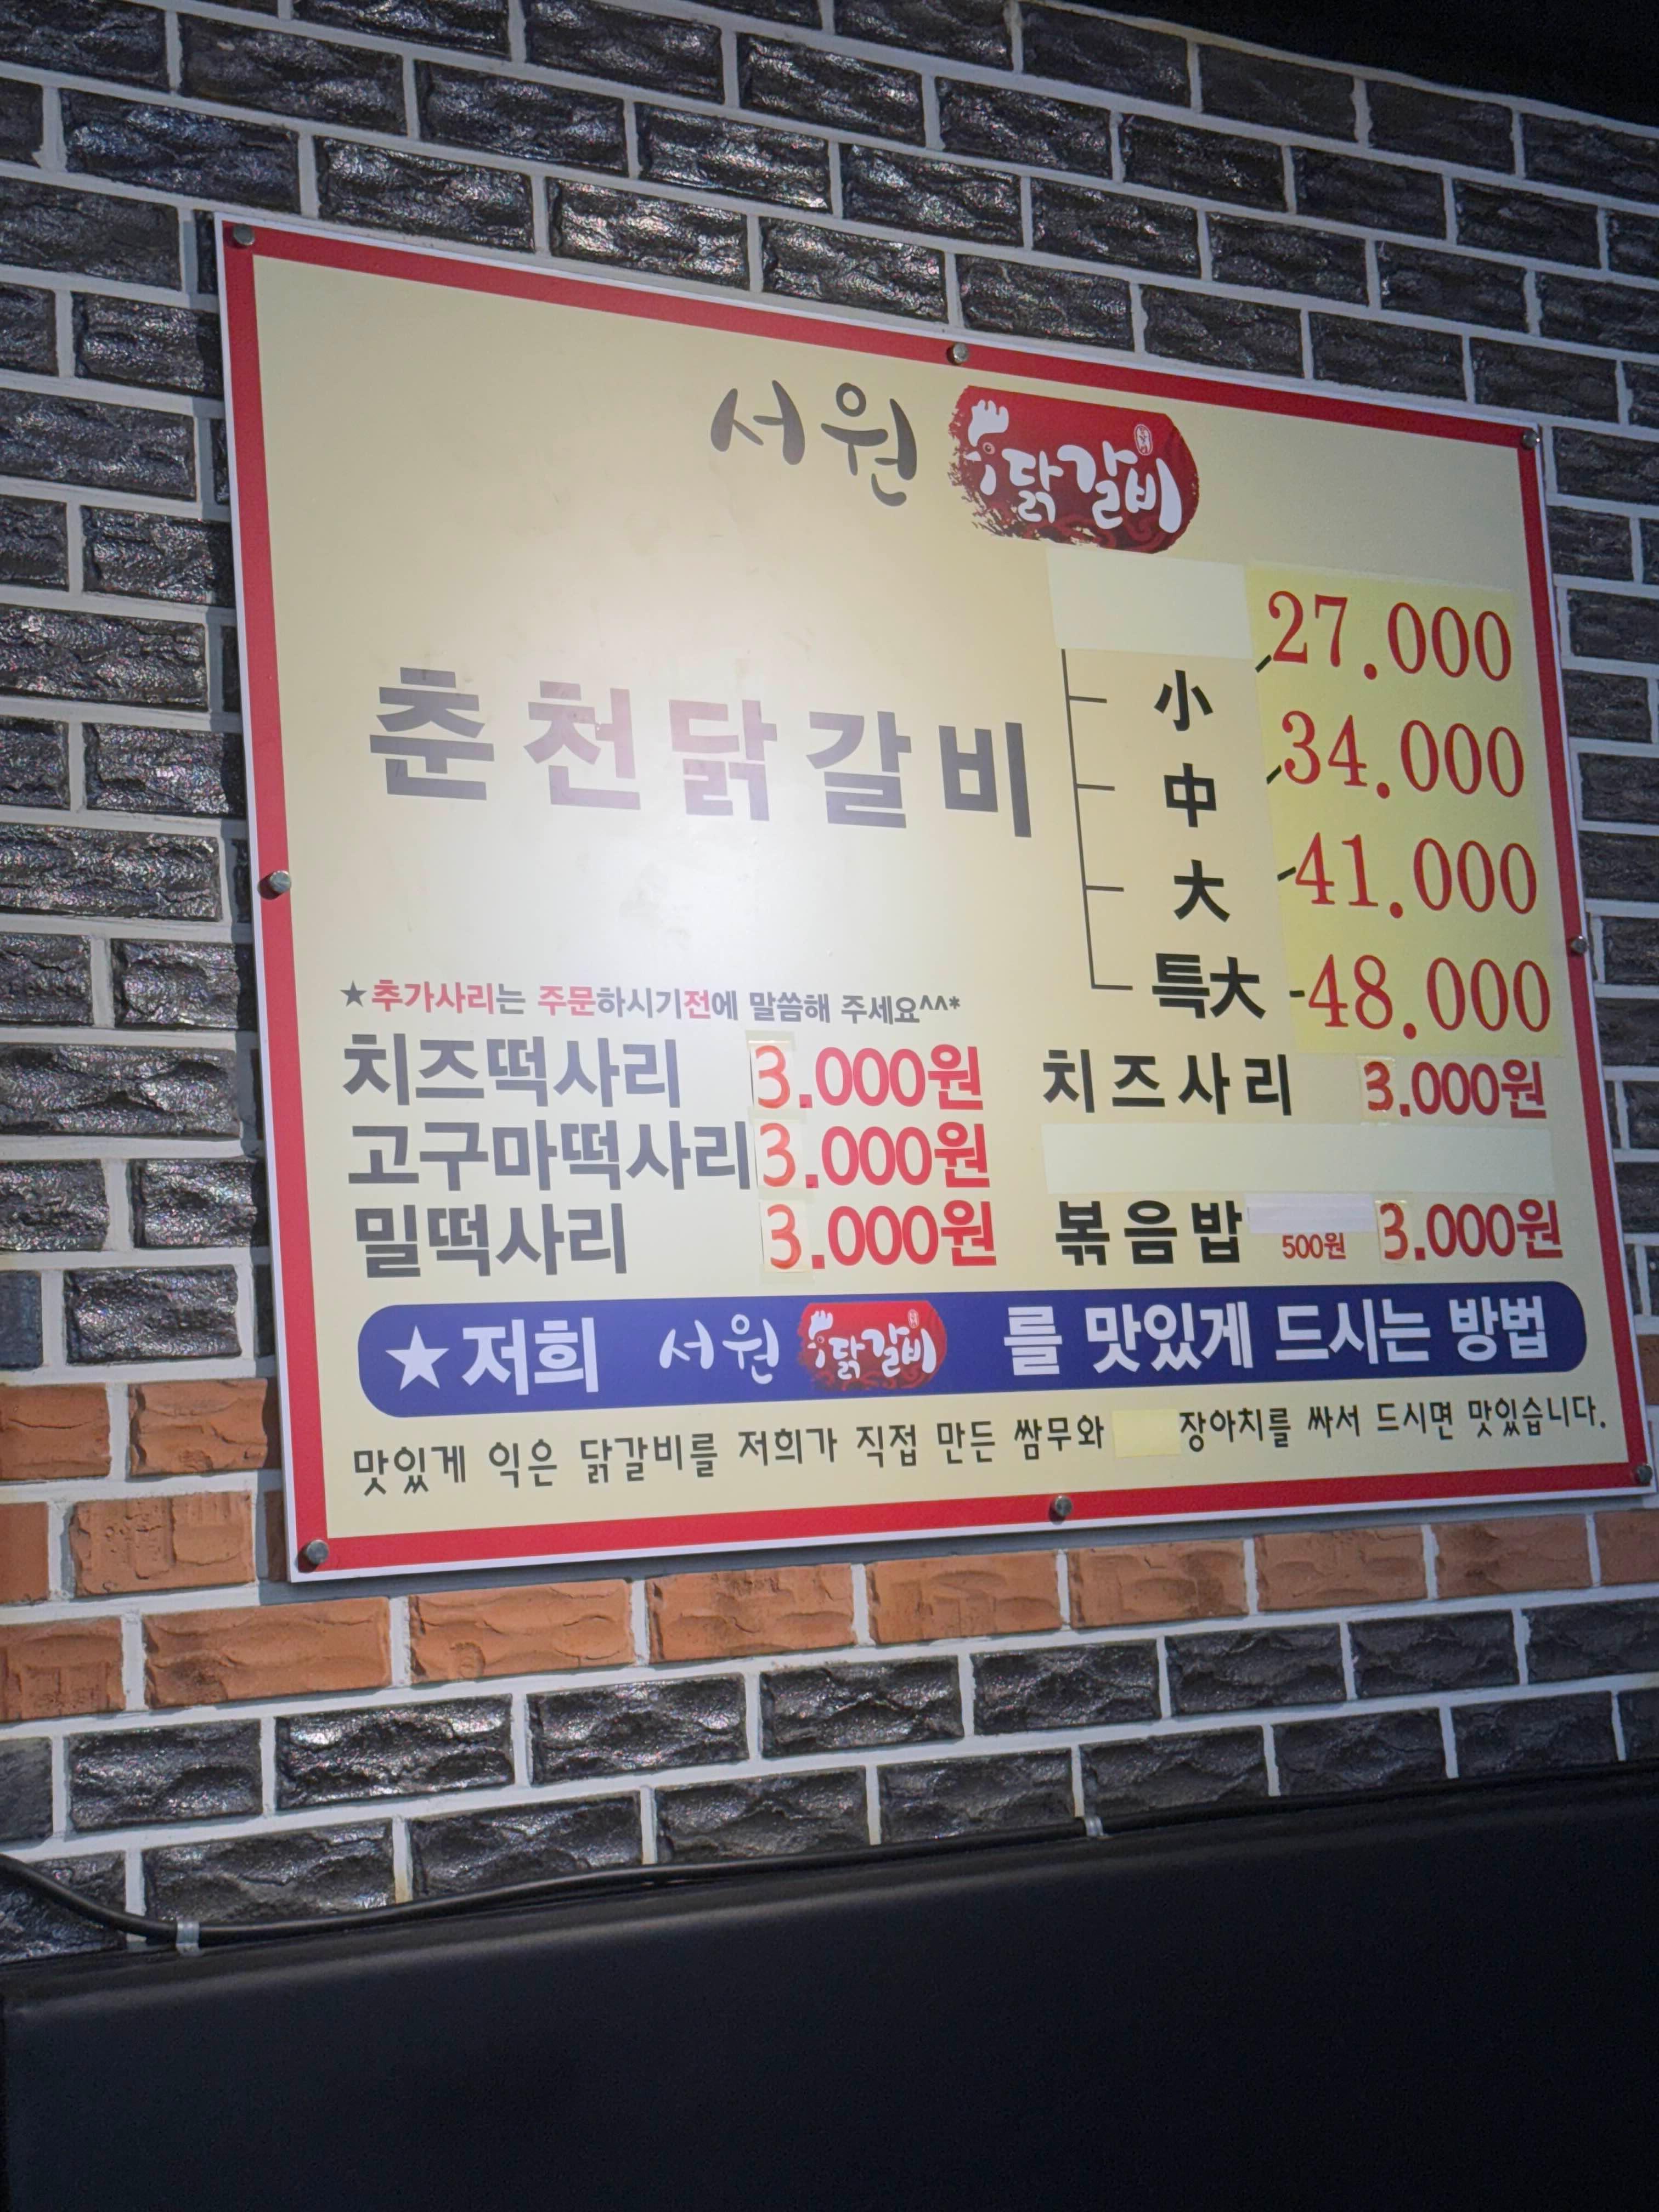 서원 닭갈비
춘천닭갈비
小 27.000
中 34.000
大 41.000
특大 - 48.000
★추가사리는 주문하시기전에 말씀해 주세요^^*
치즈떡사리 3.000원 치즈사리 3.000원
고구마떡사리 3.000원
밀떡사리 3.000원 볶음밥 500원 3.000원
★저희 서원 닭갈비 를 맛있게 드시는 방법
맛있게 익은 닭갈비를 저희가 직접 만든 쌈무와 장아치를 싸서 드시면 맛있습니다.